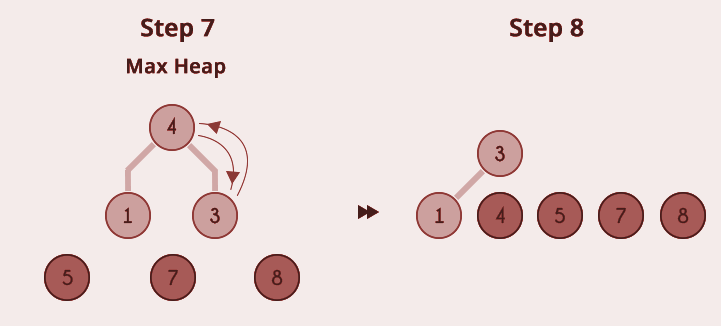 Step 7
Step 8
Max Heap
4
3
1 3
1 4 5 7 8
5 7 8